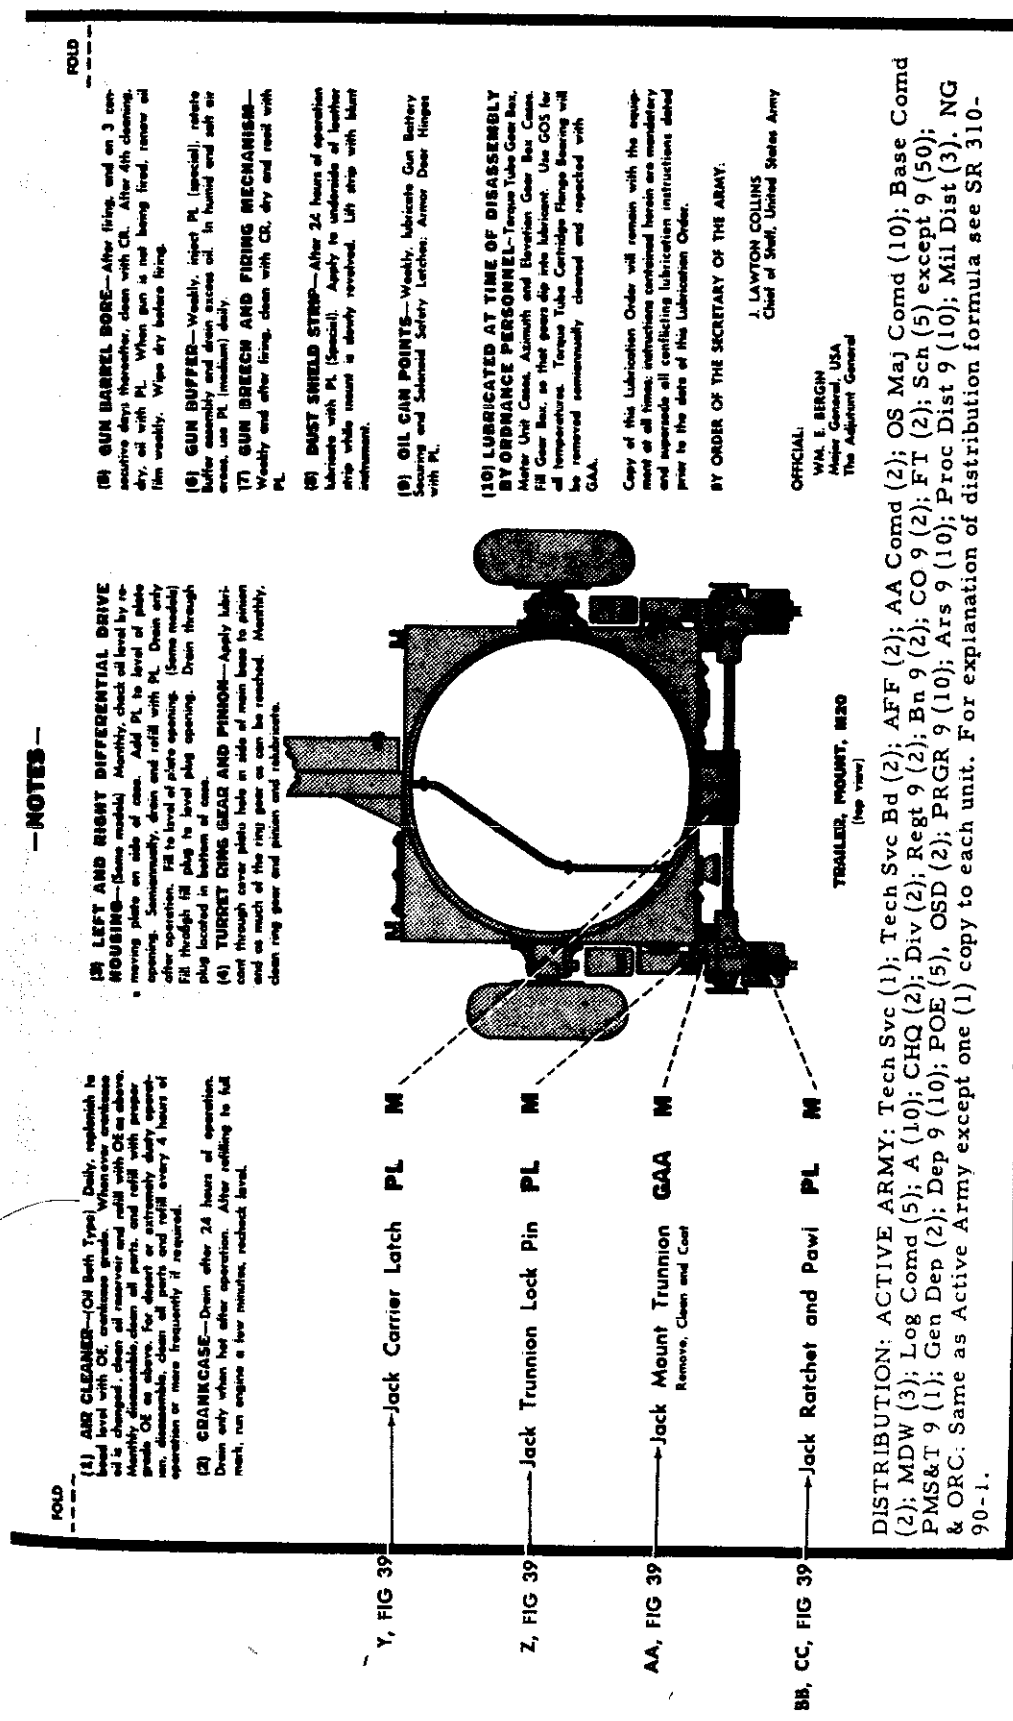 —NOTES—
FOLD
FOLD
(1) AIR CLEANER—(Oil Bath Type) Daily, replenish to
bead level with OE, crankcase grade. Whenever crankcase
oil is changed, clean oil reservoir and refill with OE as above.
Monthly disassemble, clean all parts, and refill with proper
grade OE as above. For desert or extremely dusty operat-
ion, disassemble, clean all parts and refill every 4 hours of
operation or more frequently if required.
(2) CRANKCASE—Drain after 24 hours of operation.
Drain only when hot after operation. After refilling to full
mark, run engine a few minutes, recheck level.
(3) LEFT AND RIGHT DIFFERENTIAL DRIVE
HOUSING—(Some models) Monthly, check oil level by re-
moving plate on side of case. Add PL to level of plate
opening. Semiannually, drain and refill with PL. Drain only
after operation. Fill to level of plate opening. (Some models)
Fill through fill plug to level plug opening. Drain through
plug located in bottom of case.
(4) TURRET RING GEAR AND PINION—Apply lubri-
cant through cover plate hole in side of main base to pinion
and as much of the ring gear as can be reached. Monthly,
clean ring gear and pinion and relubricate.
(5) GUN BARREL BORE—After firing, and on 3 con-
secutive days thereafter, clean with CR. After 4th cleaning,
dry, oil with PL. When gun is not being fired, renew oil
film weekly. Wipe dry before firing.
(6) GUN BUFFER—Weekly, inject PL (special), rotate
Buffer assembly and drain excess oil. In humid and salt air
areas, use PL (medium) daily.
(7) GUN BREECH AND FIRING MECHANISM—
Weekly and after firing, clean with CR, dry and reoil with
PL
(8) DUST SHIELD STRIP—After 24 hours of operation
lubricate with PL (Special). Apply to underside of leather
strip while mount is slowly revolved. Lift strip with blunt
instrument.
(9) OIL CAN POINTS—Weekly, lubricate Gun Battery
Securing and Solenoid Safety Latches; Armor Door Hinges
with PL.
(10) LUBRICATED AT TIME OF DISASSEMBLY
BY ORDNANCE PERSONNEL—Torque Tube Gear Box,
Motor Unit Cases, Azimuth and Elevation Gear Box Cases.
Fill Gear Box, so that gears dip into lubricant. Use GOS for
all temperatures. Torque Tube Cartridge Flange Bearing will
be removed semiannually cleaned and repacked with
GAA.
Copy of this Lubrication Order will remain with the equip-
ment at all times; instructions contained herein are mandatory
and supersede all conflicting lubrication instructions dated
prior to the date of this Lubrication Order.
BY ORDER OF THE SECRETARY OF THE ARMY:
J. LAWTON COLLINS
Chief of Staff, United States Army
OFFICIAL:
WM. E. BERGIN
Major General, USA
The Adjutant General
Y, FIG 39 Jack Carrier Latch PL M
Z, FIG 39 Jack Trunnion Lock Pin PL M
AA, FIG 39 Jack Mount Trunnion GAA M
Remove, Clean and Coat
BB, CC, FIG 39 Jack Ratchet and Pawl PL M
TRAILER, MOUNT, M20
(top view)
DISTRIBUTION: ACTIVE ARMY: Tech Svc (1); Tech Svc Bd (2); AFF (2); AA Comd (2); OS Maj Comd (10); Base Comd
(2); MDW (3); Log Comd (5); A (10); CHQ (2); Div (2); Regt 9 (2); Bn 9 (2); CO 9 (2); FT (2); Sch (5) except 9 (50);
PMS&T 9 (1); Gen Dep (2); Dep 9 (10); POE (5), OSD (2); PRGR 9 (10); Ars 9 (10); Proc Dist 9 (10); Mil Dist (3). NG
& ORC: Same as Active Army except one (1) copy to each unit. For explanation of distribution formula see SR 310-
90-1.